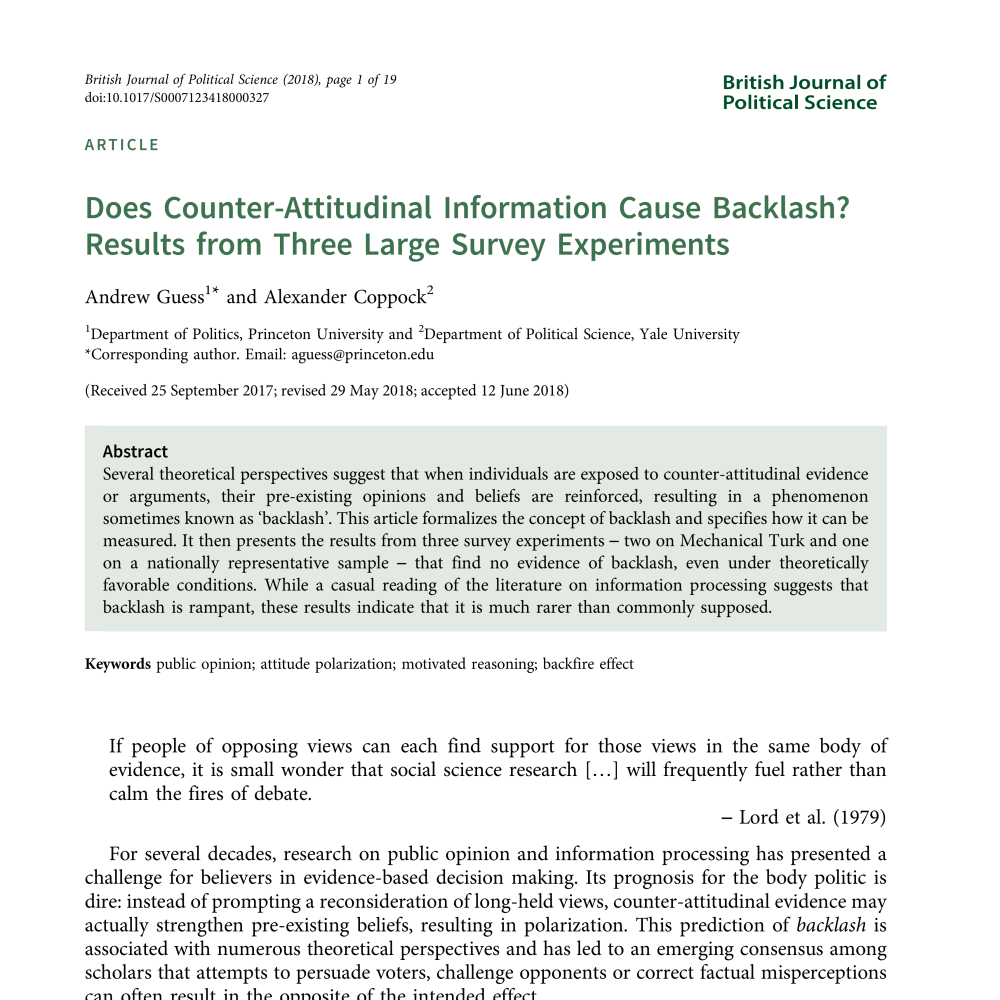 British Journal of Political Science (2018), page 1 of 19
doi:10.1017/S0007123418000327
British Journal of
Political Science
ARTICLE
Does Counter-Attitudinal Information Cause Backlash?
Results from Three Large Survey Experiments
Andrew Guess1* and Alexander Coppock2
1Department of Politics, Princeton University and 2Department of Political Science, Yale University
*Corresponding author. Email: aguess@princeton.edu
(Received 25 September 2017; revised 29 May 2018; accepted 12 June 2018)
Abstract
Several theoretical perspectives suggest that when individuals are exposed to counter-attitudinal evidence
or arguments, their pre-existing opinions and beliefs are reinforced, resulting in a phenomenon
sometimes known as ‘backlash’. This article formalizes the concept of backlash and specifies how it can be
measured. It then presents the results from three survey experiments – two on Mechanical Turk and one
on a nationally representative sample – that find no evidence of backlash, even under theoretically
favorable conditions. While a casual reading of the literature on information processing suggests that
backlash is rampant, these results indicate that it is much rarer than commonly supposed.
Keywords public opinion; attitude polarization; motivated reasoning; backfire effect
If people of opposing views can each find support for those views in the same body of
evidence, it is small wonder that social science research […] will frequently fuel rather than
calm the fires of debate.
– Lord et al. (1979)
For several decades, research on public opinion and information processing has presented a
challenge for believers in evidence-based decision making. Its prognosis for the body politic is
dire: instead of prompting a reconsideration of long-held views, counter-attitudinal evidence may
actually strengthen pre-existing beliefs, resulting in polarization. This prediction of backlash is
associated with numerous theoretical perspectives and has led to an emerging consensus among
scholars that attempts to persuade voters, challenge opponents or correct factual misperceptions
can often result in the opposite of the intended effect.